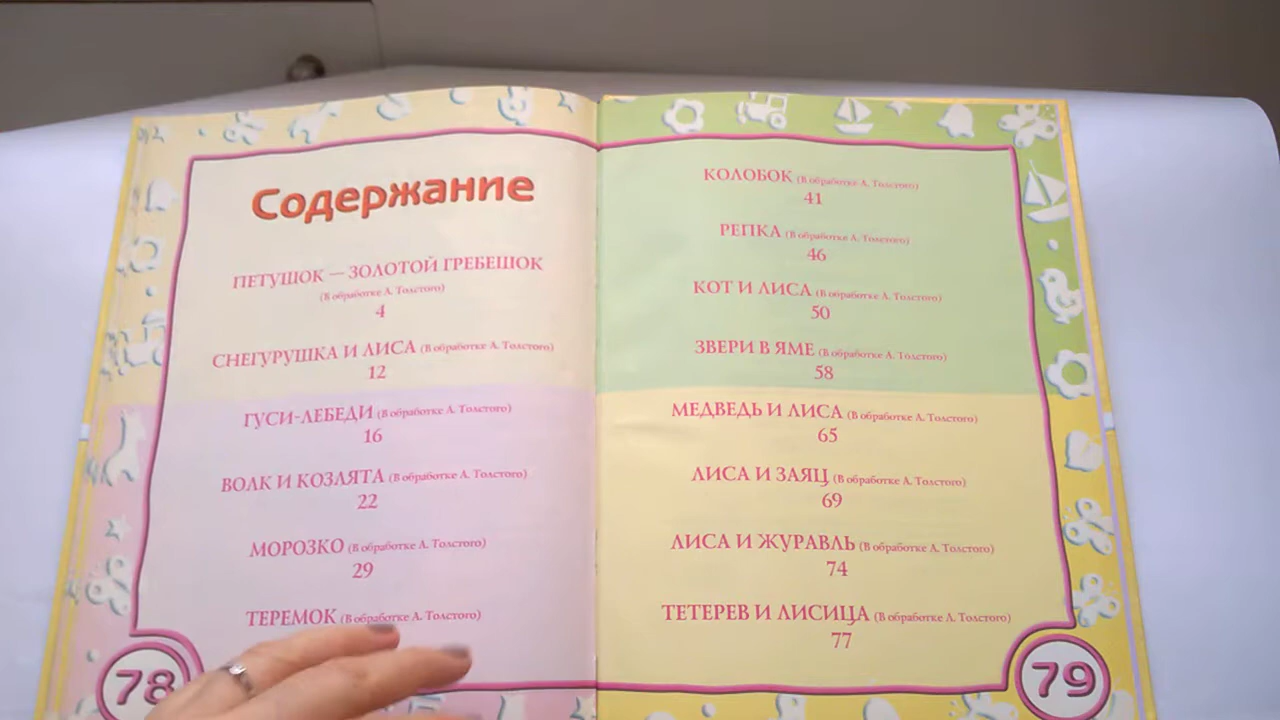 Содержание
ПЕТУШОК — ЗОЛОТОЙ ГРЕБЕШОК
(В обработке А. Толстого)
4
СНЕГУРУШКА И ЛИСА (В обработке А. Толстого)
12
ГУСИ-ЛЕБЕДИ (В обработке А. Толстого)
16
ВОЛК И КОЗЛЯТА (В обработке А. Толстого)
22
МОРОЗКО (В обработке А. Толстого)
29
ТЕРЕМОК (В обработке А. Толстого)
78
КОЛОБОК (В обработке А. Толстого)
41
РЕПКА (В обработке А. Толстого)
46
КОТ И ЛИСА (В обработке А. Толстого)
50
ЗВЕРИ В ЯМЕ (В обработке А. Толстого)
58
МЕДВЕДЬ И ЛИСА (В обработке А. Толстого)
65
ЛИСА И ЗАЯЦ (В обработке А. Толстого)
69
ЛИСА И ЖУРАВЛЬ (В обработке А. Толстого)
74
ТЕТЕРЕВ И ЛИСИЦА (В обработке А. Толстого)
77
79